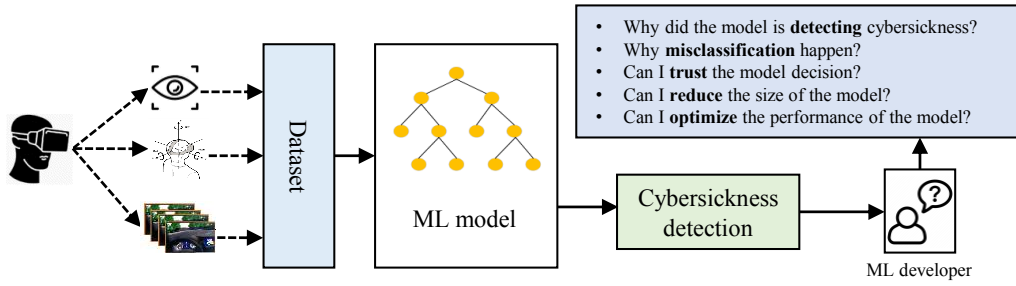 • Why did the model is detecting cybersickness?
• Why misclassification happen?
• Can I trust the model decision?
• Can I reduce the size of the model?
• Can I optimize the performance of the model?
Dataset
ML model
Cybersickness
detection
?
ML developer